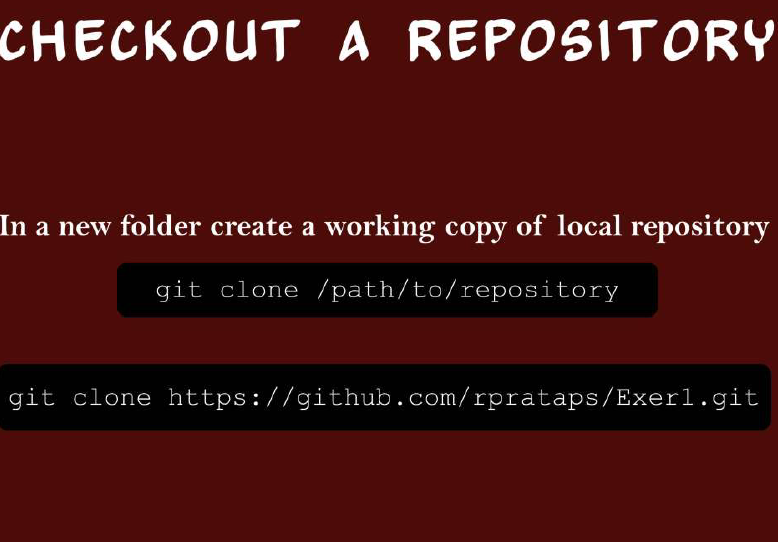 CHECKOUT A REPOSITORY
In a new folder create a working copy of local repository
git clone /path/to/repository
git clone https://github.com/rprataps/Exer1.git